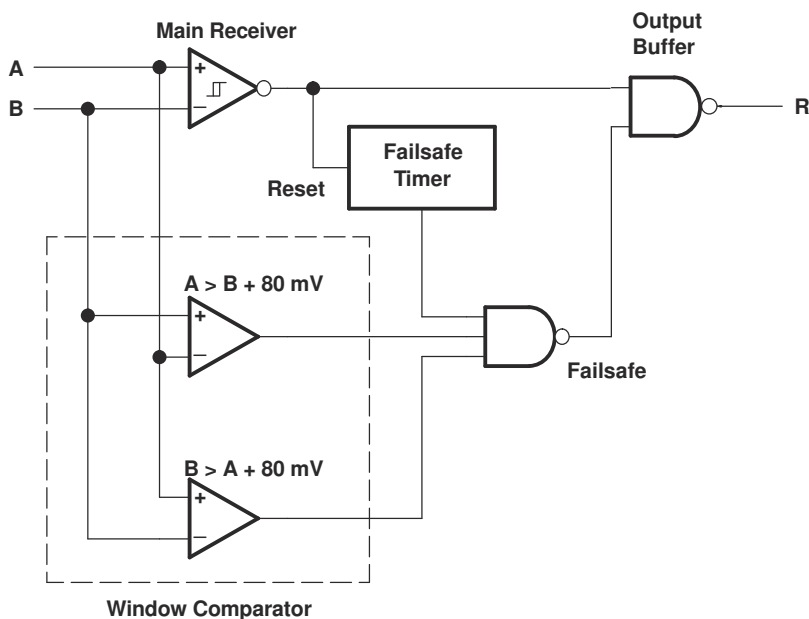 Main Receiver
Output
Buffer
A
+
B
−
R
Failsafe
Timer
Reset
A > B + 80 mV
+
−
Failsafe
B > A + 80 mV
+
−
Window Comparator